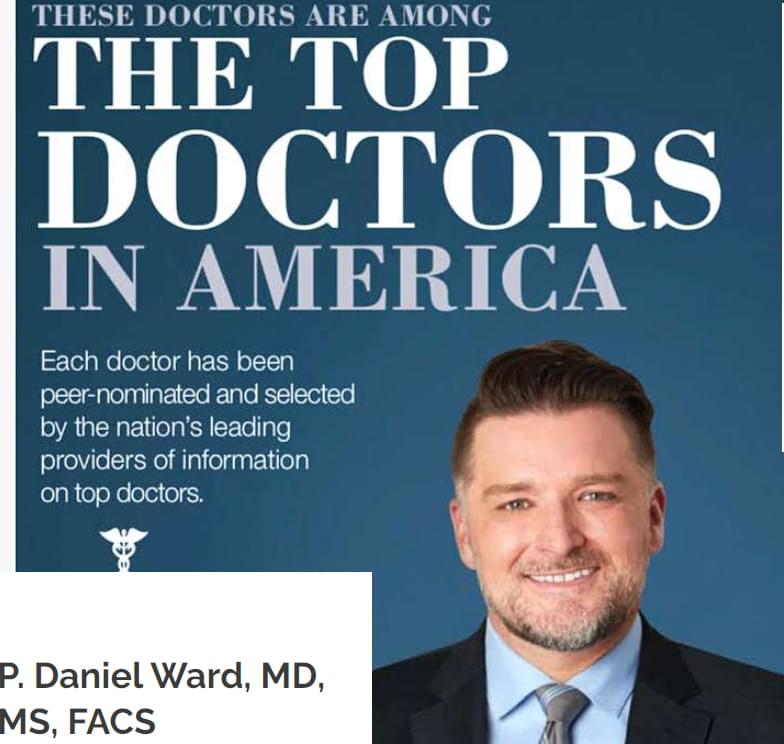 THESE DOCTORS ARE AMONG
THE TOP
DOCTORS
IN AMERICA
Each doctor has been
peer-nominated and selected
by the nation's leading
providers of information
on top doctors.
P. Daniel Ward, MD,
MS, FACS